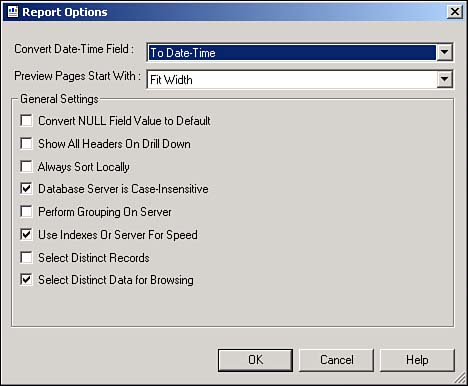 Report Options
Convert Date-Time Field : To Date-Time
Preview Pages Start With : Fit Width
General Settings
Convert NULL Field Value to Default
Show All Headers On Drill Down
Always Sort Locally
Database Server is Case-Insensitive
Perform Grouping On Server
Use Indexes Or Server For Speed
Select Distinct Records
Select Distinct Data for Browsing
OK Cancel Help